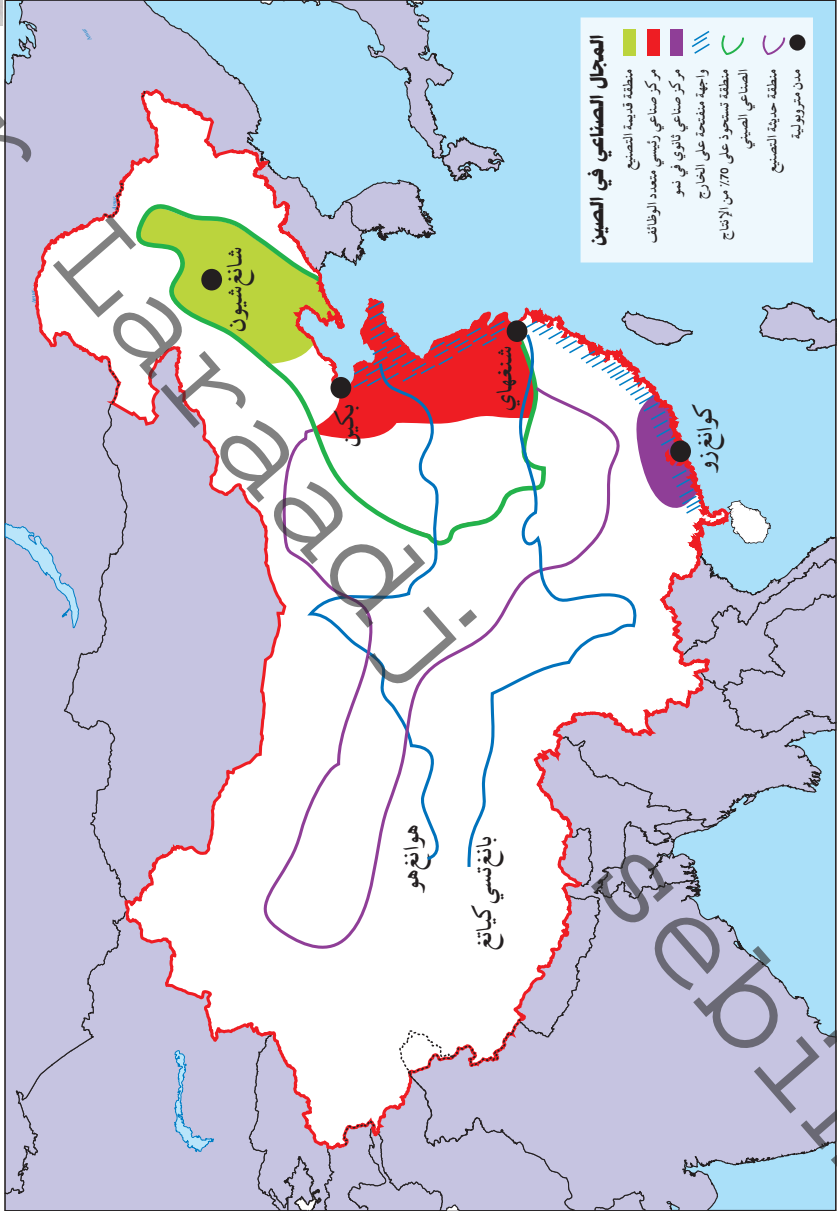 المجال الصناعي في الصين
منطقة قديمة التصنيع
مركز صناعي رئيسي متعدد الوظائف
مركز صناعي ثانوي في نمو
واجهة منفتحة على الخارج
منطقة تستحوذ على 70٪ من الإنتاج
الصناعي الصيني
منطقة حديثة التصنيع
مدن متروبولية
شانغ شيون
بكين
شنغهاي
كوانغ زو
هوانغ هو
يانغ تسي كيانغ
Laraadj
sebi